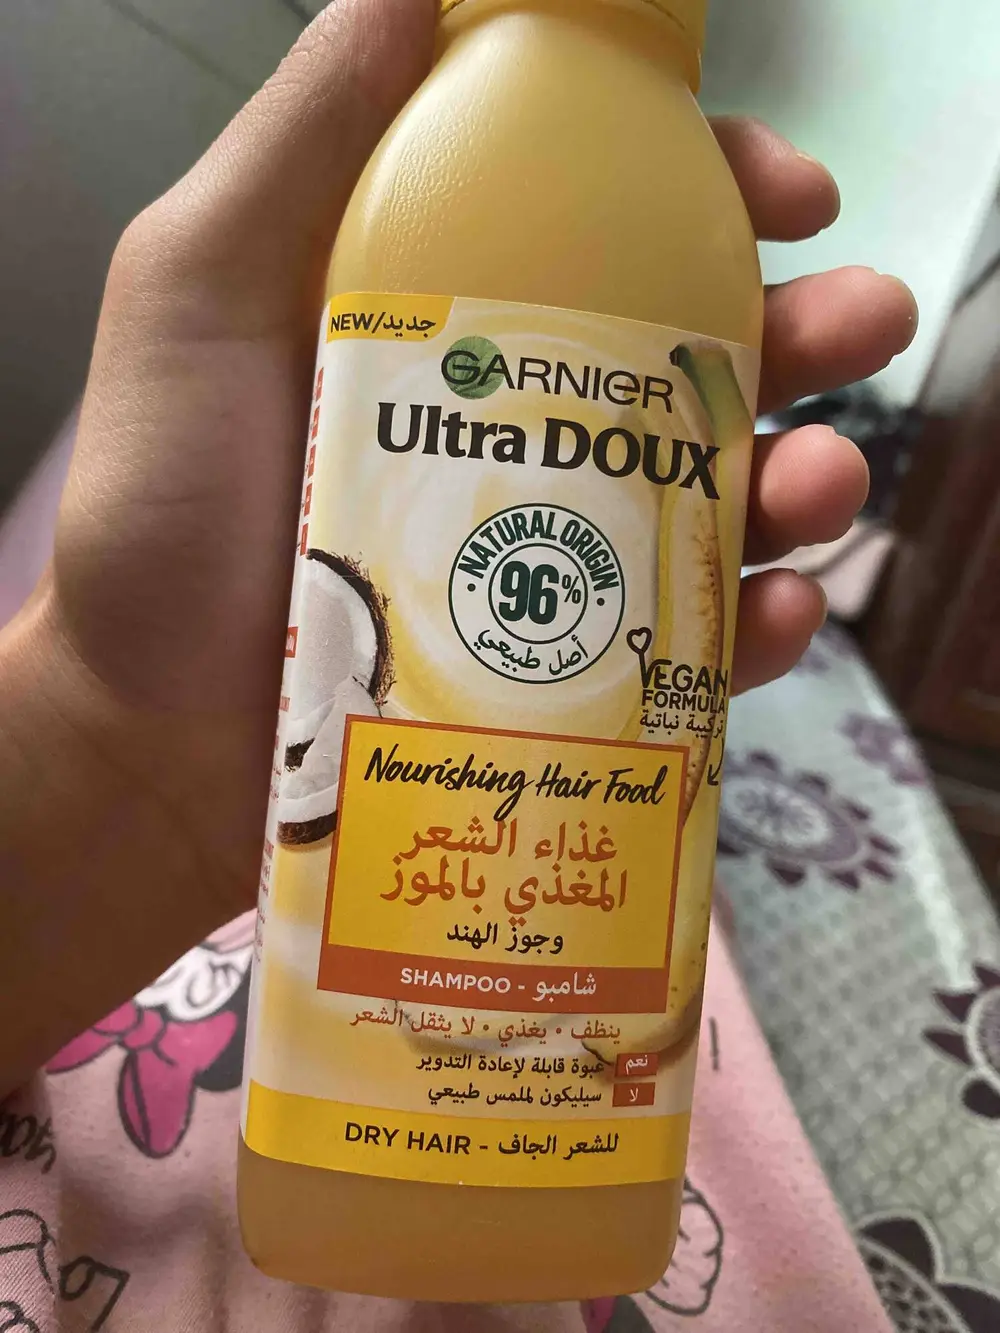 NEW/جديد
GARNIER
Ultra DOUX
NATURAL ORIGIN
96%
أصل طبيعي
VEGAN
FORMULA
تركيبة نباتية
Nourishing Hair Food
غذاء الشعر
المغذي بالموز
وجوز الهند
SHAMPOO - شامبو
ينظف • يغذي • لا يثقل الشعر
نعم عبوة قابلة لإعادة التدوير
لا سيليكون لملمس طبيعي
DRY HAIR - للشعر الجاف